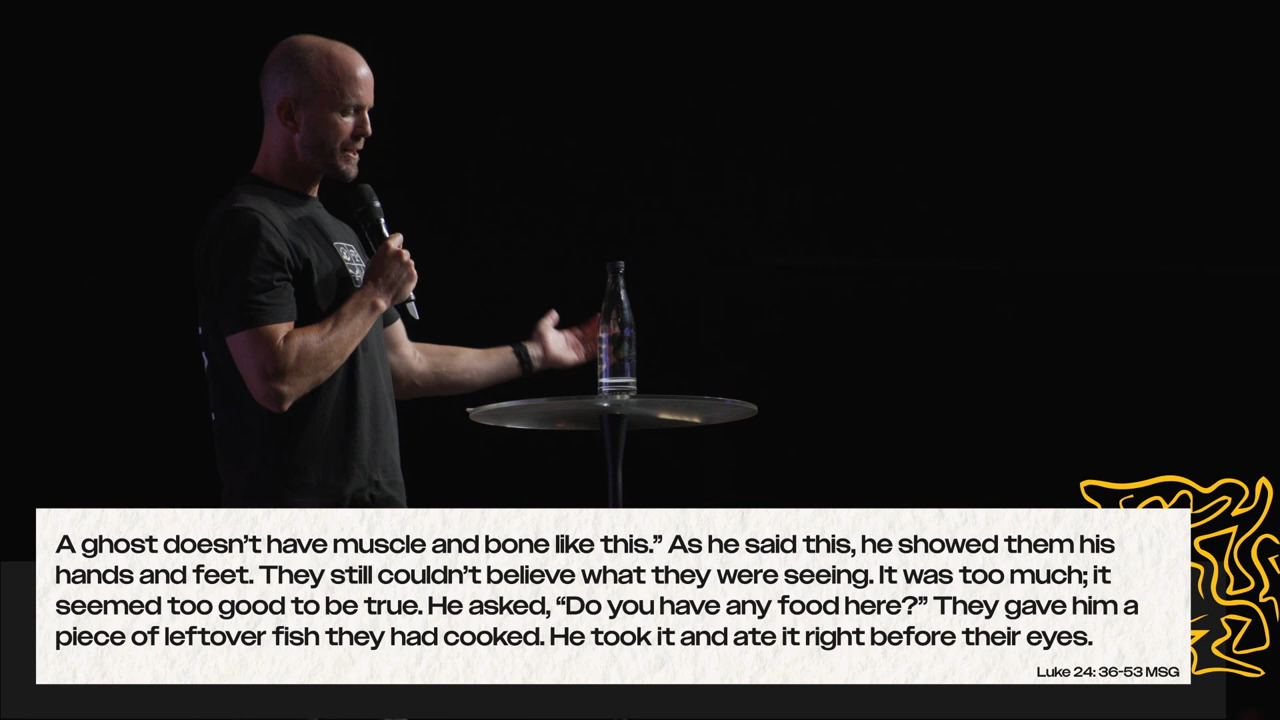 A ghost doesn’t have muscle and bone like this.” As he said this, he showed them his
hands and feet. They still couldn’t believe what they were seeing. It was too much; it
seemed too good to be true. He asked, “Do you have any food here?” They gave him a
piece of leftover fish they had cooked. He took it and ate it right before their eyes.
Luke 24: 36-53 MSG